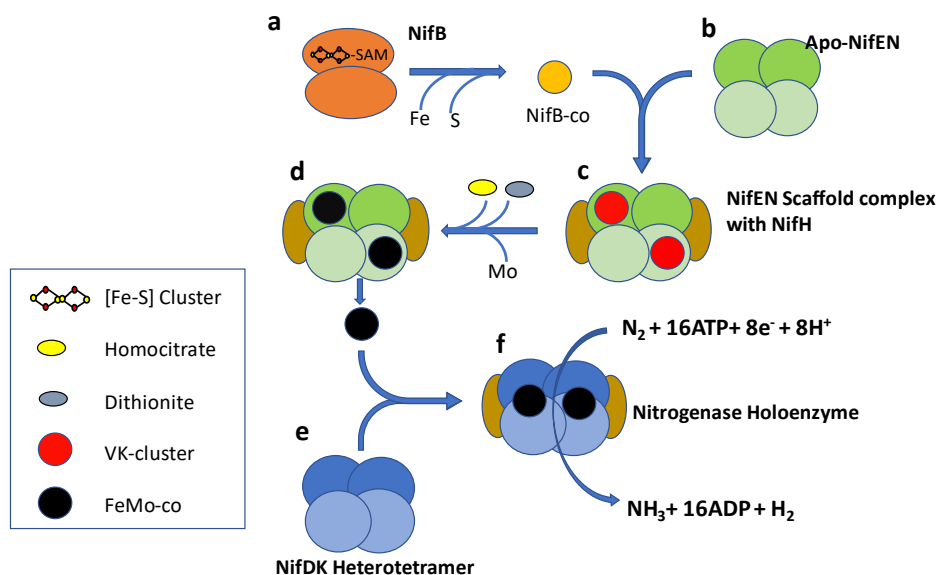 a
NifB
-SAM
Fe
S
NifB-co
b
Apo-NifEN
c
NifEN Scaffold complex
with NifH
d
Mo
[Fe-S] Cluster
Homocitrate
Dithionite
VK-cluster
FeMo-co
e
NifDK Heterotetramer
f
N₂ + 16ATP+ 8e⁻ + 8H⁺
Nitrogenase Holoenzyme
NH₃+ 16ADP + H₂